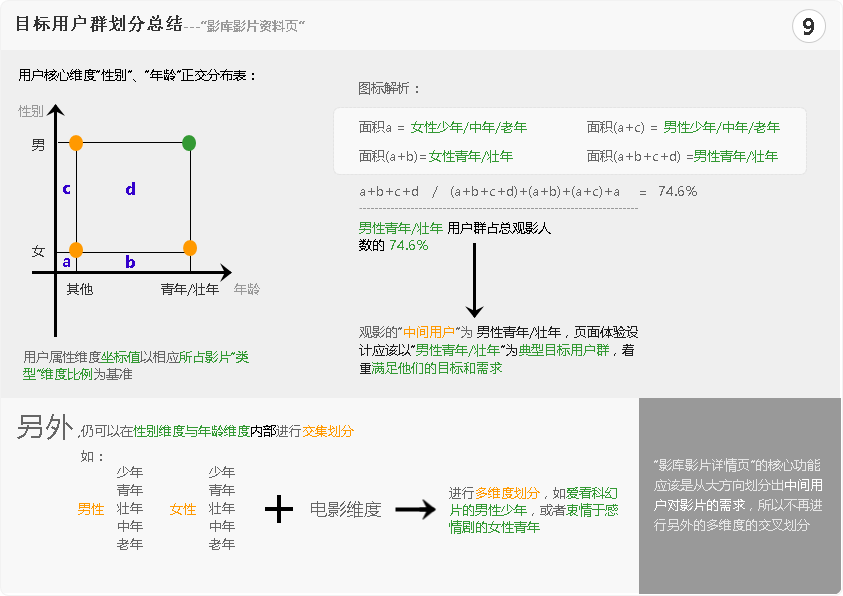 目标用户群划分总结---“影库影片资料页”
9
用户核心维度“性别”、“年龄”正交分布表：
性别
男
c
d
女
a
b
其他
青年/壮年
年龄
用户属性维度坐标值以相应所占影片“类
型”维度比例为基准
图标解析：
面积a = 女性少年/中年/老年
面积(a+c) = 男性少年/中年/老年
面积(a+b)=女性青年/壮年
面积(a+b+c+d) =男性青年/壮年
a+b+c+d / (a+b+c+d)+(a+b)+(a+c)+a = 74.6%
男性青年/壮年 用户群占总观影人
数的 74.6%
观影的“中间用户”为 男性青年/壮年，页面体验设
计应该以“男性青年/壮年”为典型目标用户群，着
重满足他们的目标和需求
另外 ,仍可以在性别维度与年龄维度内部进行交集划分
如：
男性
少年
青年
壮年
中年
老年
女性
少年
青年
壮年
中年
老年
+
电影维度
进行多维度划分，如爱看科幻
片的男性少年，或者衷情于感
情剧的女性青年
“影库影片详情页”的核心功能
应该是从大方向划分出中间用
户对影片的需求，所以不再进
行另外的多维度的交叉划分